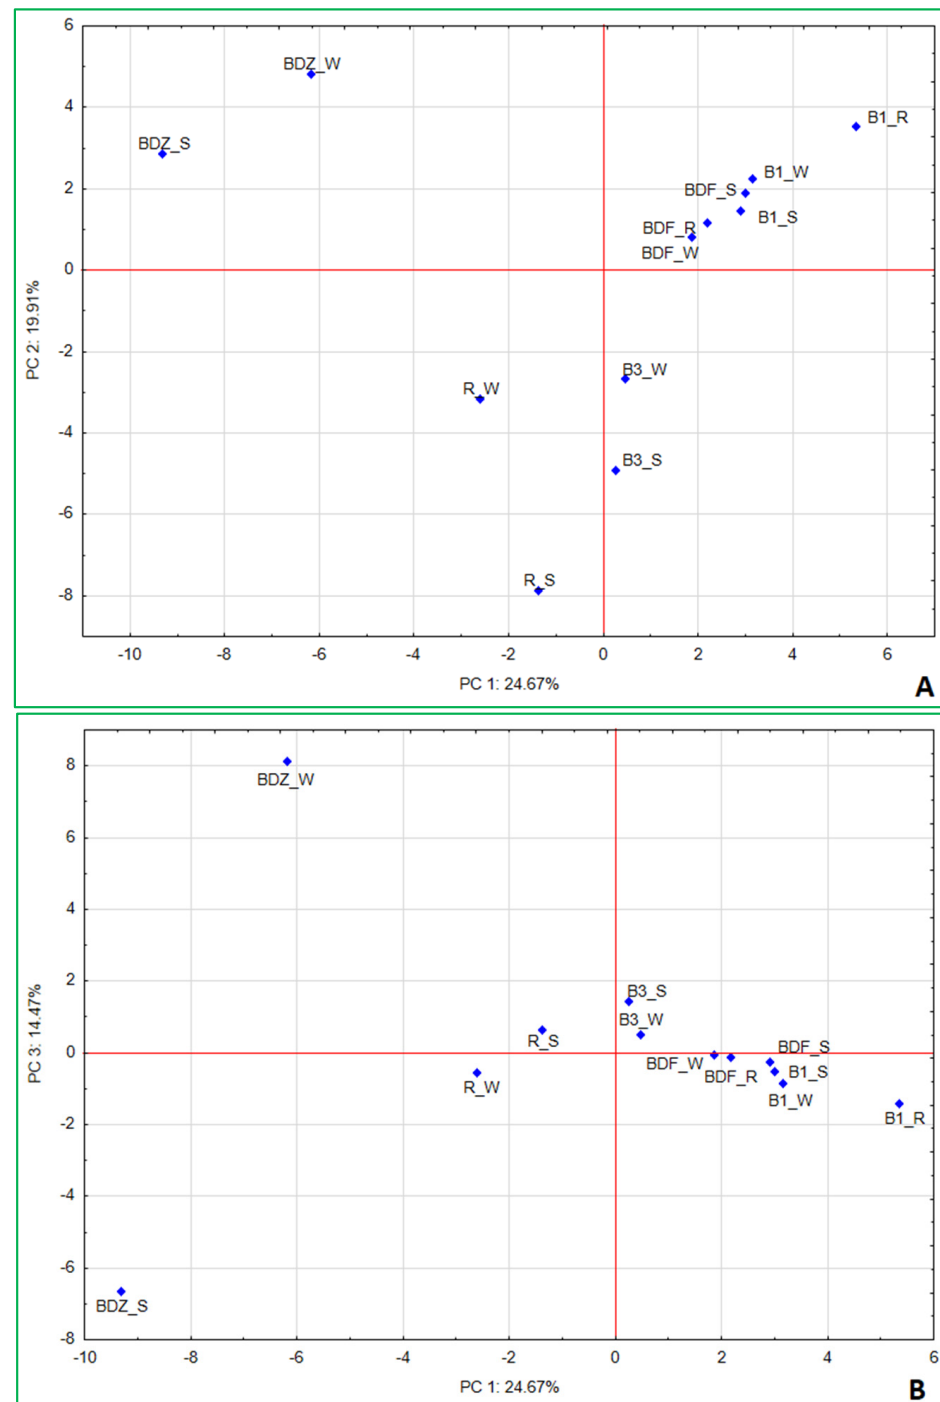 6
BDZ_W
4
B1_R
BDZ_S
B1_W
2
BDF_S
B1_S
BDF_R
BDF_W
0
PC 2: 19.91%
-2
B3_W
R_W
-4
B3_S
-6
R_S
-8
-10 -8 -6 -4 -2 0 2 4 6
PC 1: 24.67%
A
8
BDZ_W
6
4
2
B3_S
B3_W
R_S
0
BDF_S
BDF_W
BDF_R
B1_S
R_W
B1_W
B1_R
PC 3: 14.47%
-2
-4
-6
BDZ_S
-8
-10 -8 -6 -4 -2 0 2 4 6
PC 1: 24.67%
B